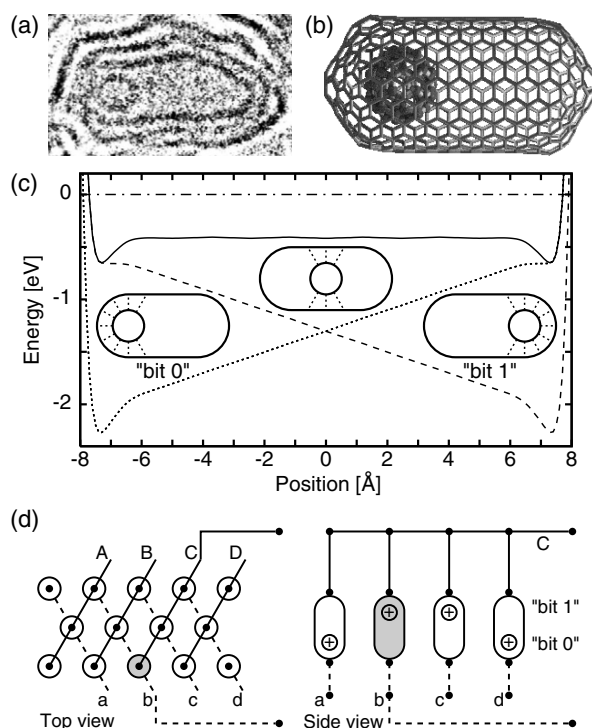 (a)
(b)
(c)
0
-1
-2
Energy [eV]
"bit 0"
"bit 1"
-8 -6 -4 -2 0 2 4 6 8
Position [Å]
(d)
A B C D
a b c d
Top view
C
"bit 1"
"bit 0"
a b c d
Side view